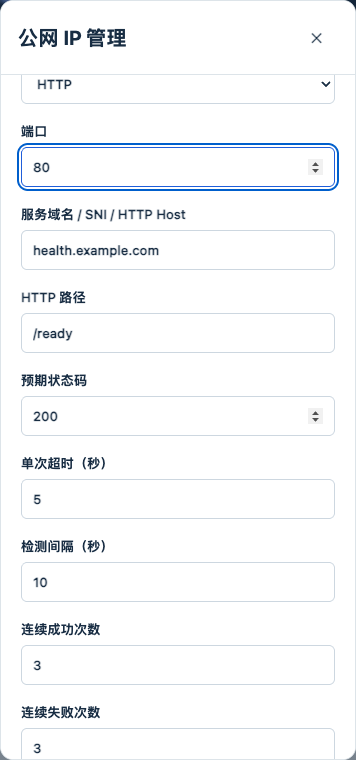 公网 IP 管理
HTTP
端口
80
服务域名 / SNI / HTTP Host
health.example.com
HTTP 路径
/ready
预期状态码
200
单次超时（秒）
5
检测间隔（秒）
10
连续成功次数
3
连续失败次数
3